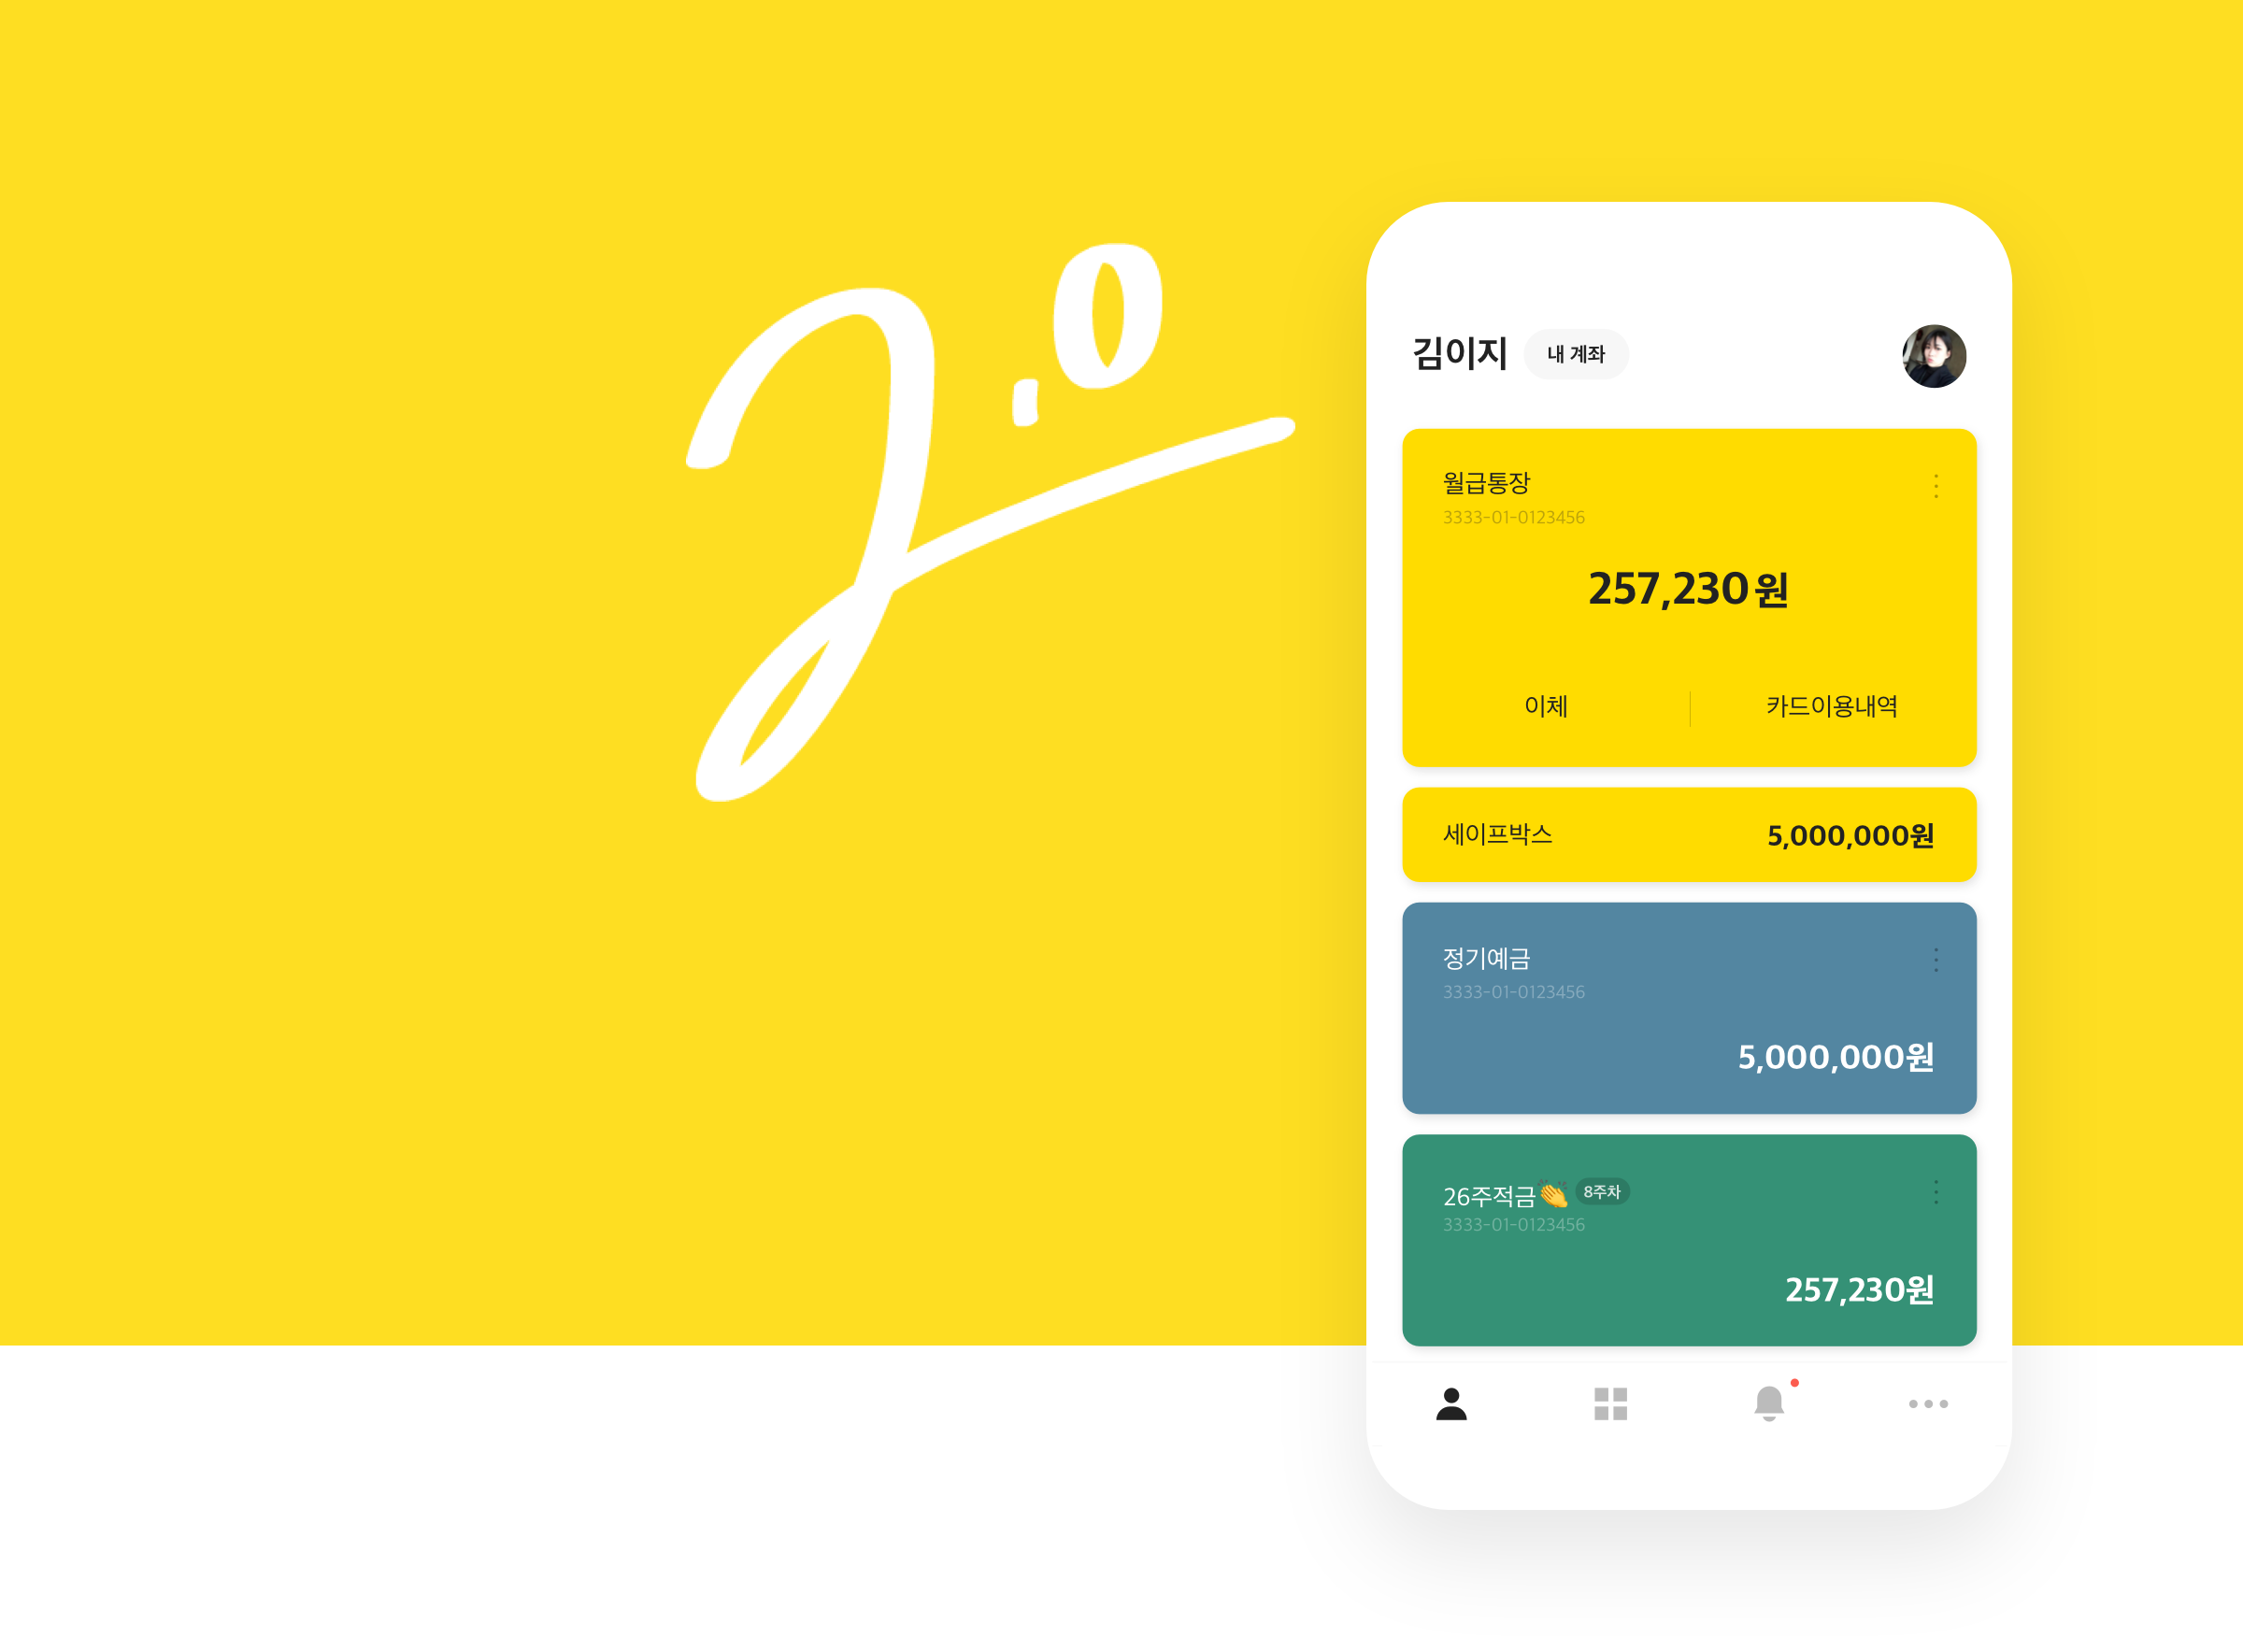 2.0
김이지 내 계좌
월급통장
3333-01-0123456
257,230원
이체 카드이용내역
세이프박스 5,000,000원
정기예금
3333-01-0123456
5,000,000원
26주적금👏 8주차
3333-01-0123456
257,230원